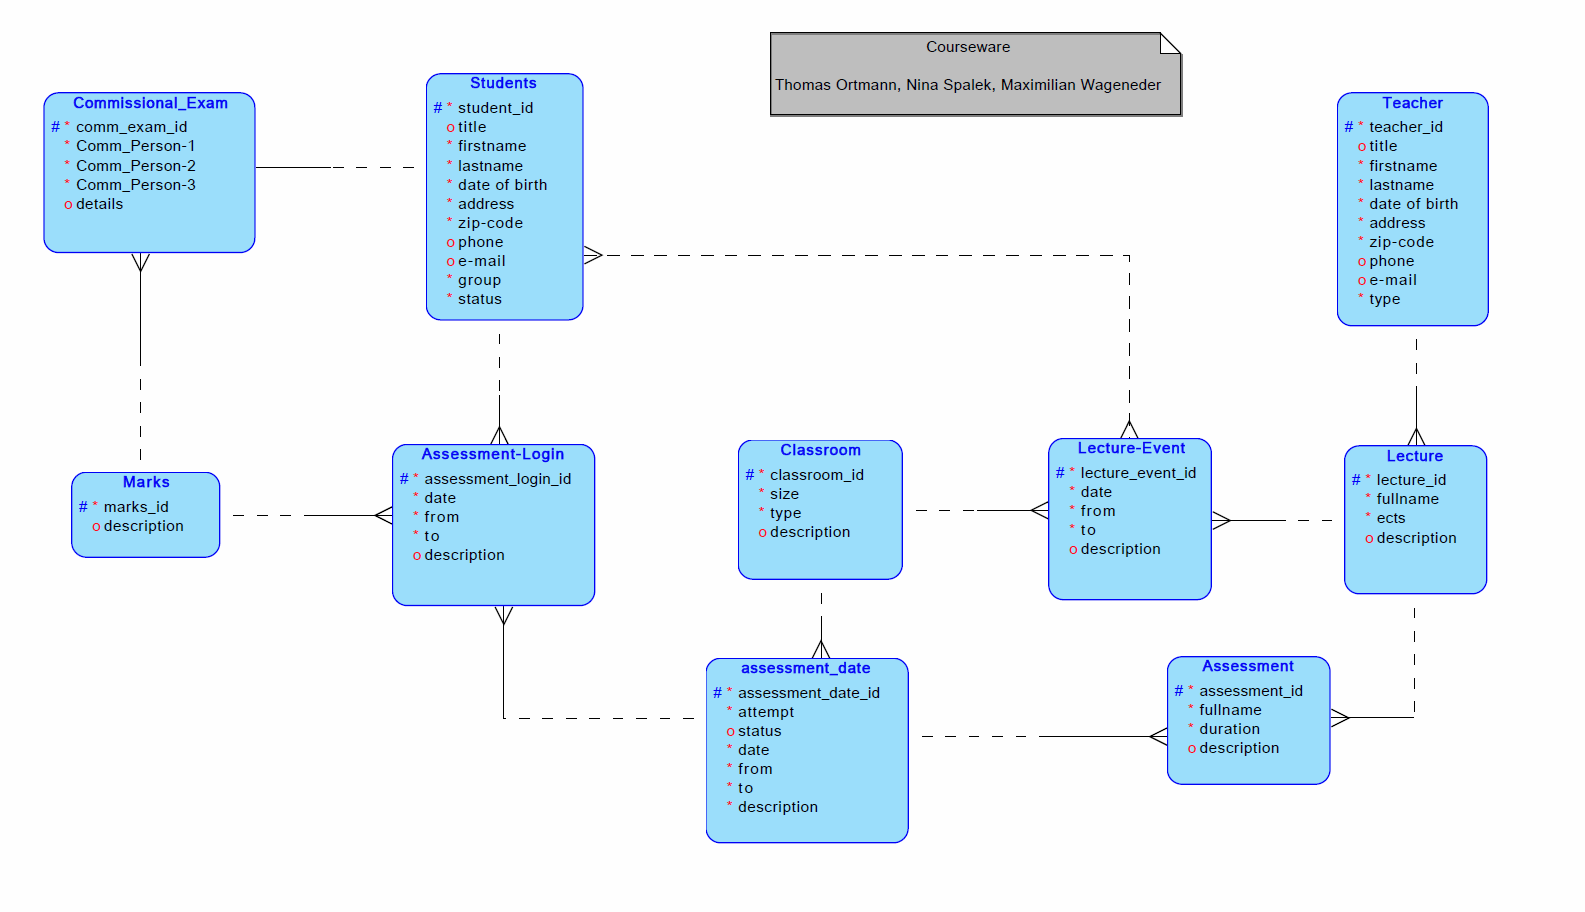 Courseware
Thomas Ortmann, Nina Spalek, Maximilian Wageneder
Commissional_Exam
# * comm_exam_id
* Comm_Person-1
* Comm_Person-2
* Comm_Person-3
o details
Students
# * student_id
o title
* firstname
* lastname
* date of birth
* address
* zip-code
o phone
o e-mail
* group
* status
Teacher
# * teacher_id
o title
* firstname
* lastname
* date of birth
* address
* zip-code
o phone
o e-mail
* type
Marks
# * marks_id
o description
Assessment-Login
# * assessment_login_id
* date
* from
* to
o description
Classroom
# * classroom_id
* size
* type
o description
Lecture-Event
# * lecture_event_id
* date
* from
* to
o description
Lecture
# * lecture_id
* fullname
* ects
o description
assessment_date
# * assessment_date_id
* attempt
o status
* date
* from
* to
* description
Assessment
# * assessment_id
* fullname
* duration
o description